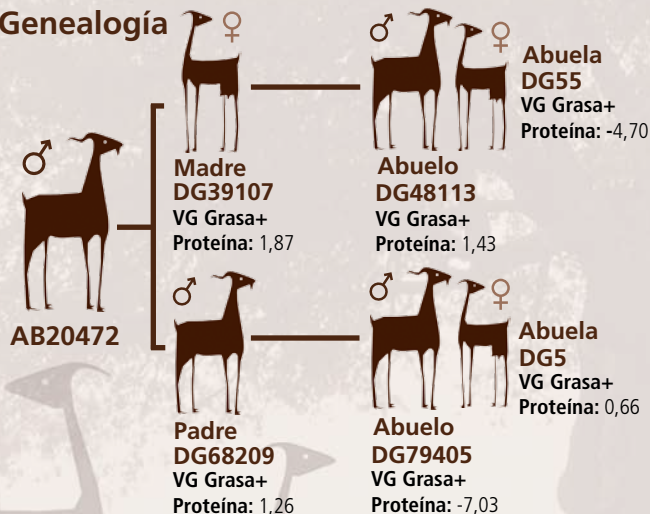 Genealogía
♀
♂
♀
Abuela
DG55
VG Grasa+
Proteína: -4,70
Madre
DG39107
VG Grasa+
Proteína: 1,87
Abuelo
DG48113
VG Grasa+
Proteína: 1,43
♂
AB20472
♂
Padre
DG68209
VG Grasa+
Proteína: 1,26
♂
♀
Abuelo
DG79405
VG Grasa+
Proteína: -7,03
Abuela
DG5
VG Grasa+
Proteína: 0,66